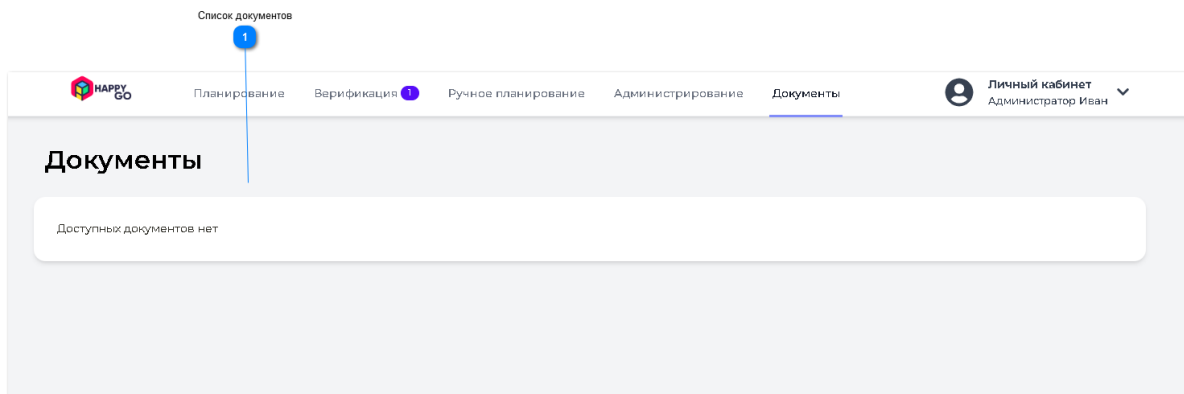 Список документов
1
HAPPY
GO
Планирование Верификация 1 Ручное планирование Администрирование Документы
Личный кабинет
Администратор Иван
Документы
Доступных документов нет